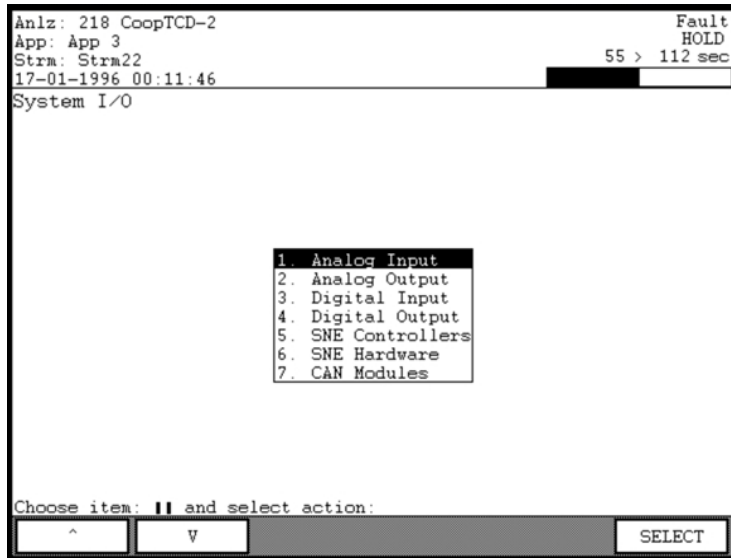 Anlz: 218 CoopTCD-2
Fault
App: App 3
HOLD
Strm: Strm22
55 > 112 sec
17-01-1996 00:11:46
System I/O
1. Analog Input
2. Analog Output
3. Digital Input
4. Digital Output
5. SNE Controllers
6. SNE Hardware
7. CAN Modules
Choose item: and select action:
^
V
SELECT